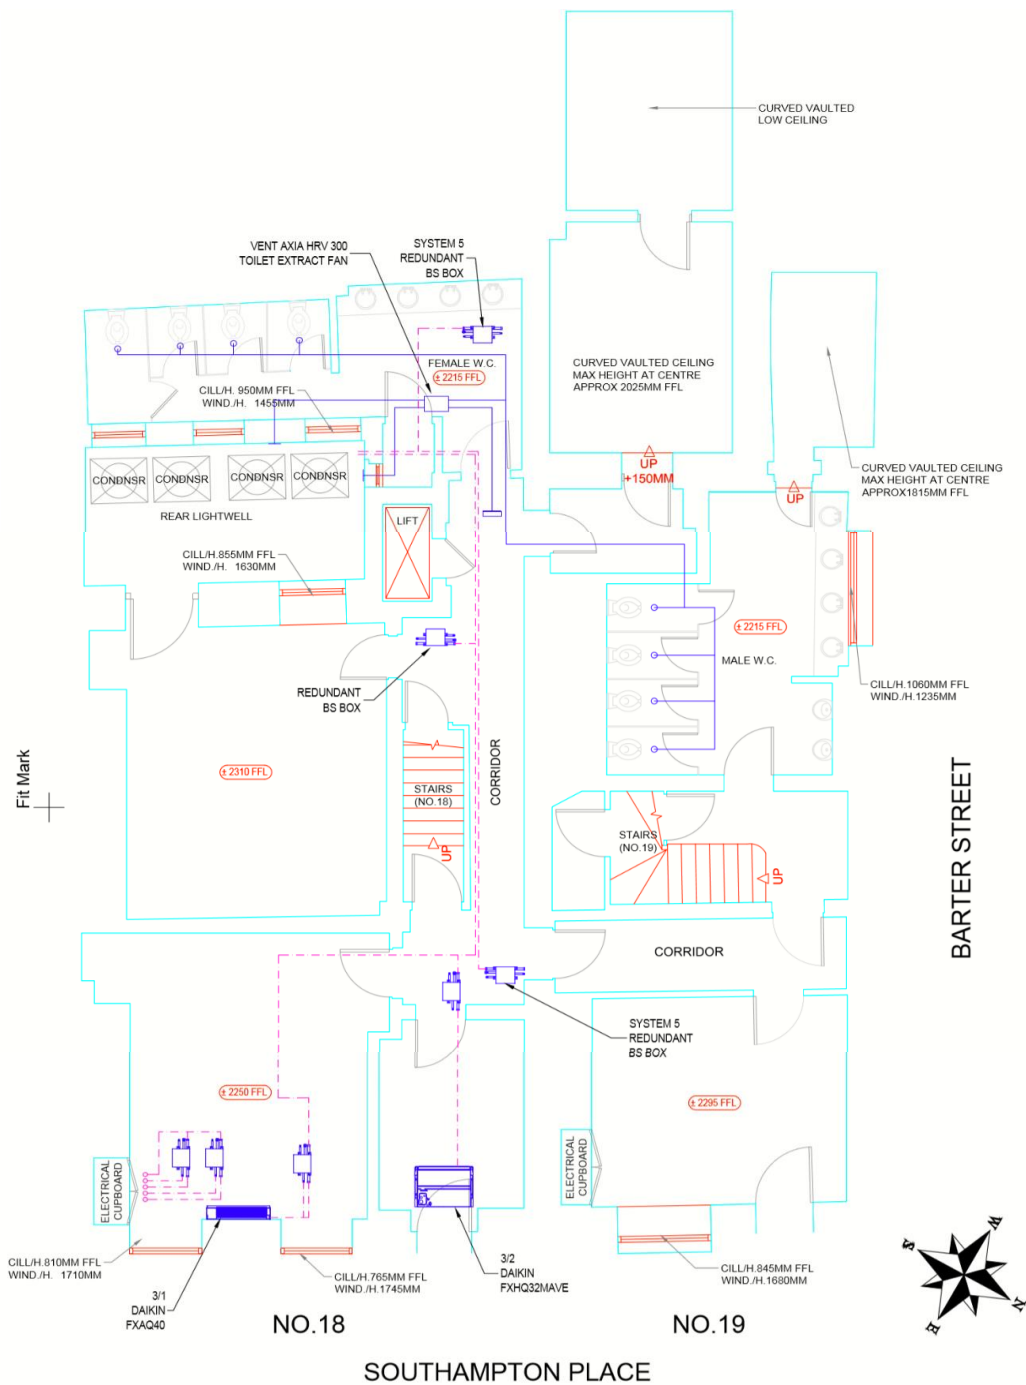 CURVED VAULTED
LOW CEILING
VENT AXIA HRV 300
TOILET EXTRACT FAN
SYSTEM 5
REDUNDANT
BS BOX
FEMALE W.C.
± 2215 FFL
CURVED VAULTED CEILING
MAX HEIGHT AT CENTRE
APPROX 2025MM FFL
CILL/H. 950MM FFL
WIND./H. 1455MM
UP
+150MM
CURVED VAULTED CEILING
MAX HEIGHT AT CENTRE
APPROX1815MM FFL
UP
CONDNSR
CONDNSR
CONDNSR
CONDNSR
REAR LIGHTWELL
LIFT
CILL/H.855MM FFL
WIND./H. 1630MM
± 2215 FFL
MALE W.C.
CILL/H.1060MM FFL
WIND./H.1235MM
REDUNDANT
BS BOX
Fit Mark
± 2310 FFL
STAIRS
(NO.18)
UP
CORRIDOR
STAIRS
(NO.19)
UP
BARTER STREET
CORRIDOR
SYSTEM 5
REDUNDANT
BS BOX
± 2250 FFL
± 2295 FFL
ELECTRICAL
CUPBOARD
ELECTRICAL
CUPBOARD
CILL/H.810MM FFL
WIND./H. 1710MM
3/1
DAIKIN
FXAQ40
CILL/H.765MM FFL
WIND./H.1745MM
3/2
DAIKIN
FXHQ32MAVE
CILL/H.845MM FFL
WIND./H.1680MM
W
S
N
E
NO.18
NO.19
SOUTHAMPTON PLACE